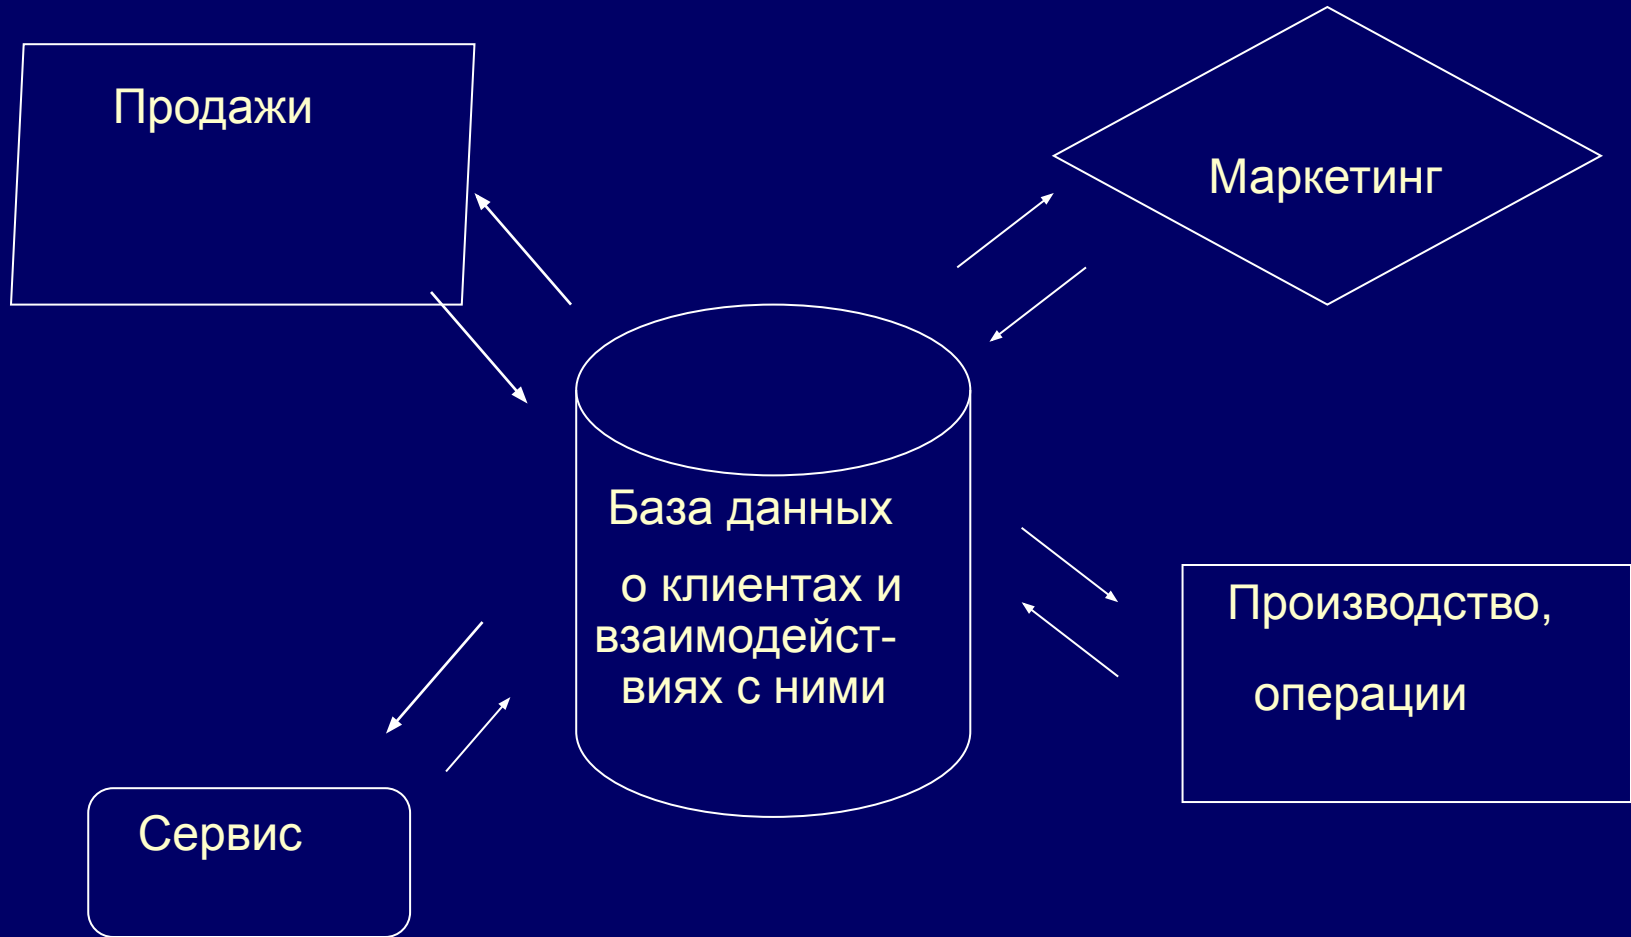 Продажи
Маркетинг
База данных
о клиентах и
взаимодейст-
виях с ними
Производство,
операции
Сервис